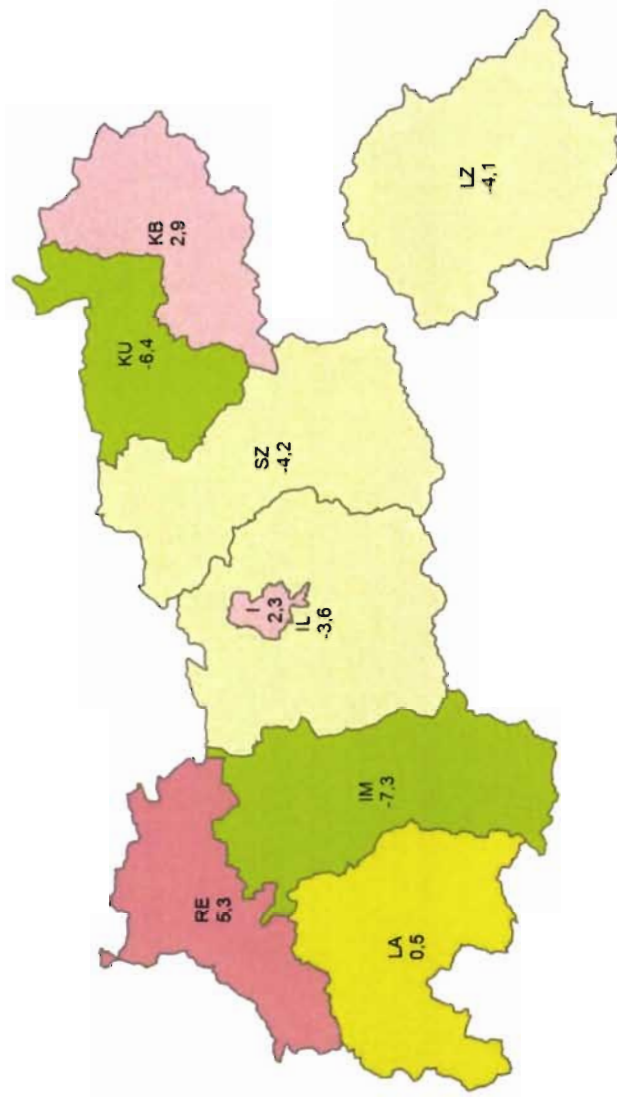 RE
5,3
LA
0,5
IM
-7,3
I
2,3
IL
-3,6
SZ
-4,2
KU
-6,4
KB
2,9
LZ
-4,1